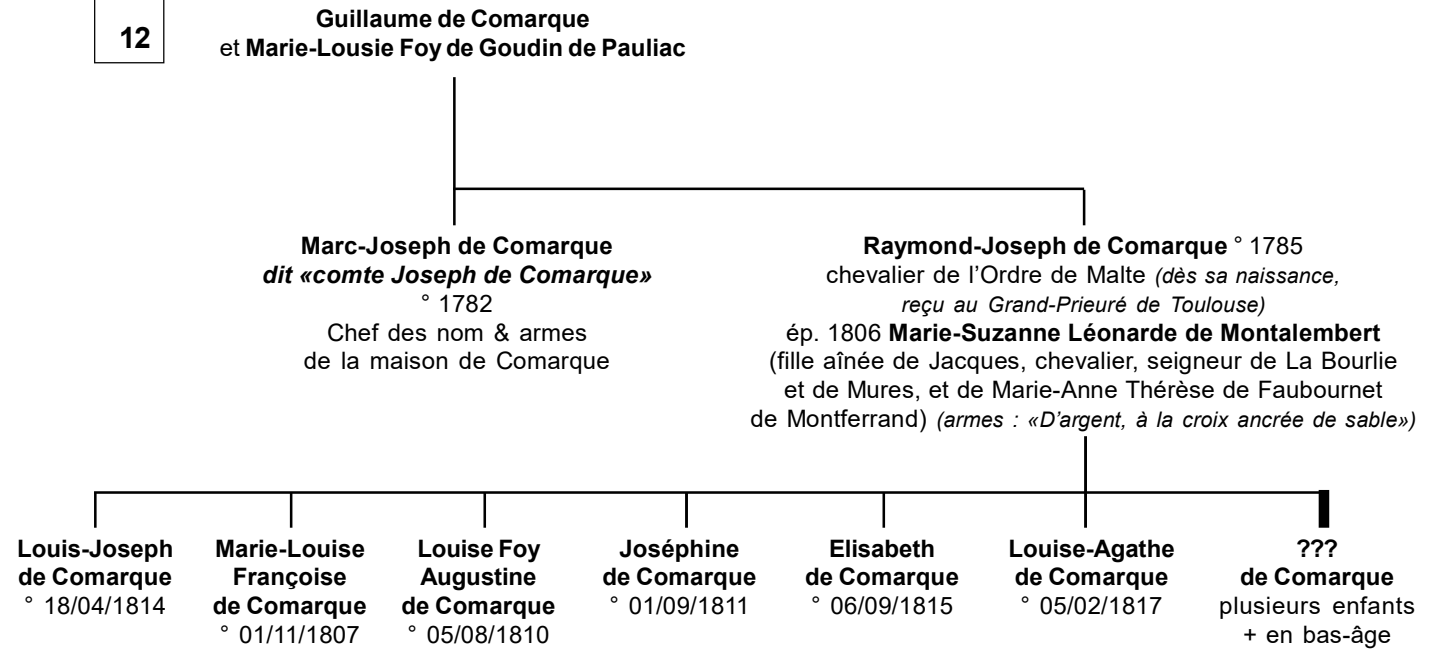 12
Guillaume de Comarque
et Marie-Lousie Foy de Goudin de Pauliac
Marc-Joseph de Comarque
dit «comte Joseph de Comarque»
° 1782
Chef des nom & armes
de la maison de Comarque
Raymond-Joseph de Comarque ° 1785
chevalier de l'Ordre de Malte (dès sa naissance,
reçu au Grand-Prieuré de Toulouse)
ép. 1806 Marie-Suzanne Léonarde de Montalembert
(fille aînée de Jacques, chevalier, seigneur de La Bourlie
et de Mures, et de Marie-Anne Thérèse de Faubournet
de Montferrand) (armes : «D'argent, à la croix ancrée de sable»)
Louis-Joseph
de Comarque
° 18/04/1814
Marie-Louise
Françoise
de Comarque
° 01/11/1807
Louise Foy
Augustine
de Comarque
° 05/08/1810
Joséphine
de Comarque
° 01/09/1811
Elisabeth
de Comarque
° 06/09/1815
Louise-Agathe
de Comarque
° 05/02/1817
???
de Comarque
plusieurs enfants
+ en bas-âge